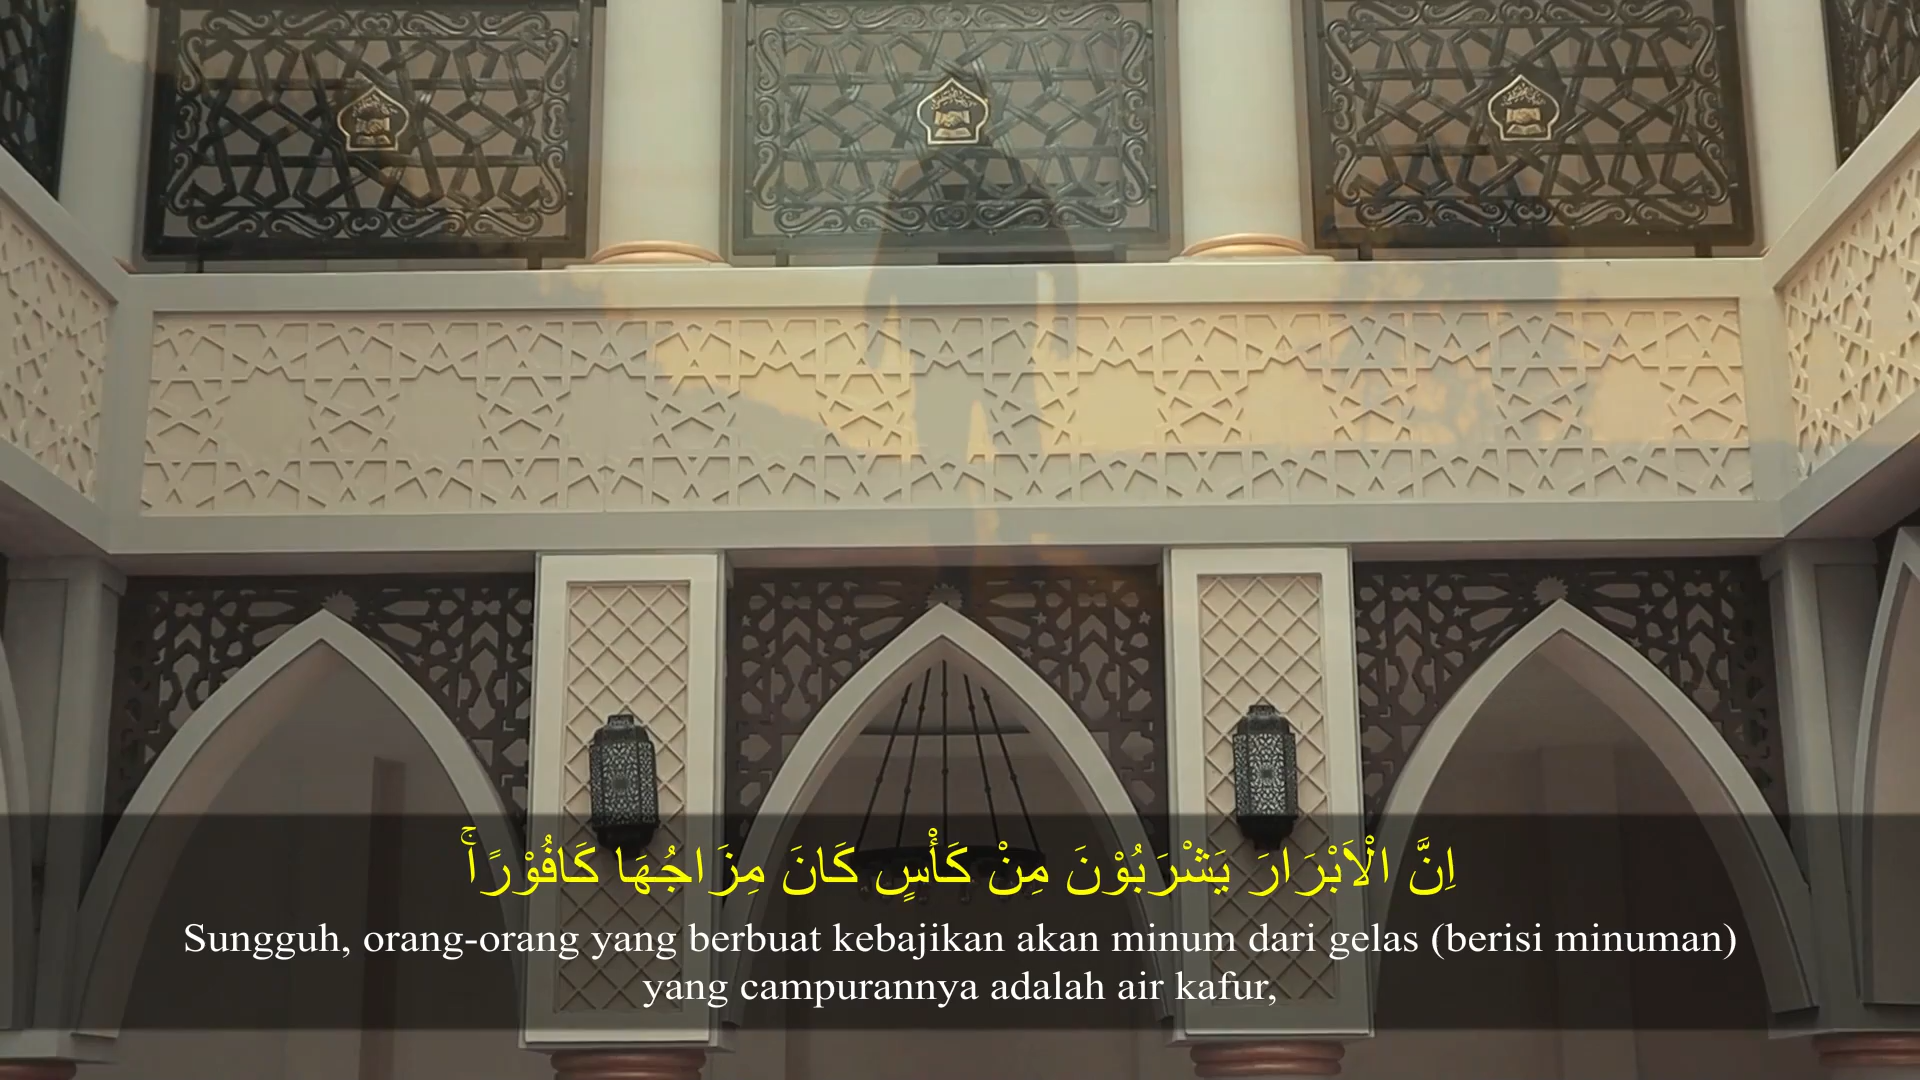 اِنَّ الْاَبْرَارَ يَشْرَبُوْنَ مِنْ كَأْسٍ كَانَ مِزَاجُهَا كَافُوْرًاۚ
Sungguh, orang-orang yang berbuat kebajikan akan minum dari gelas (berisi minuman)
yang campurannya adalah air kafur,